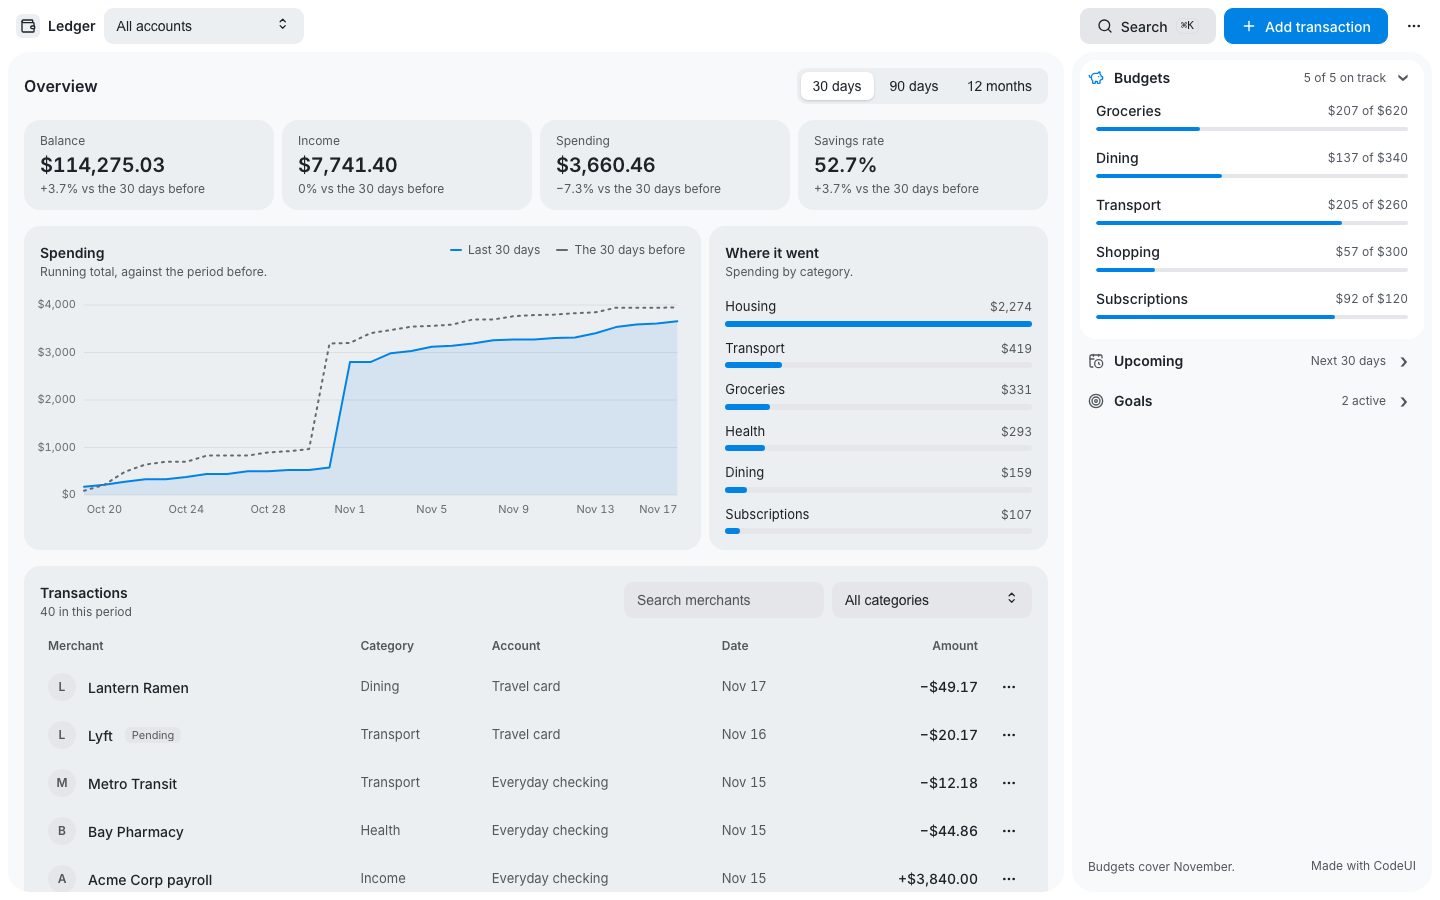 Ledger
All accounts
Search ⌘K
Add transaction
Overview
30 days
90 days
12 months
Balance
$114,275.03
+3.7% vs the 30 days before
Income
$7,741.40
0% vs the 30 days before
Spending
$3,660.46
−7.3% vs the 30 days before
Savings rate
52.7%
+3.7% vs the 30 days before
Spending
Running total, against the period before.
Last 30 days
The 30 days before
$4,000
$3,000
$2,000
$1,000
$0
Oct 20
Oct 24
Oct 28
Nov 1
Nov 5
Nov 9
Nov 13
Nov 17
Where it went
Spending by category.
Housing $2,274
Transport $419
Groceries $331
Health $293
Dining $159
Subscriptions $107
Transactions
40 in this period
Search merchants
All categories
Merchant Category Account Date Amount
L Lantern Ramen Dining Travel card Nov 17 −$49.17
L Lyft Pending Transport Travel card Nov 16 −$20.17
M Metro Transit Transport Everyday checking Nov 15 −$12.18
B Bay Pharmacy Health Everyday checking Nov 15 −$44.86
A Acme Corp payroll Income Everyday checking Nov 15 +$3,840.00
Budgets 5 of 5 on track
Groceries $207 of $620
Dining $137 of $340
Transport $205 of $260
Shopping $57 of $300
Subscriptions $92 of $120
Upcoming Next 30 days
Goals 2 active
Budgets cover November.
Made with CodeUI